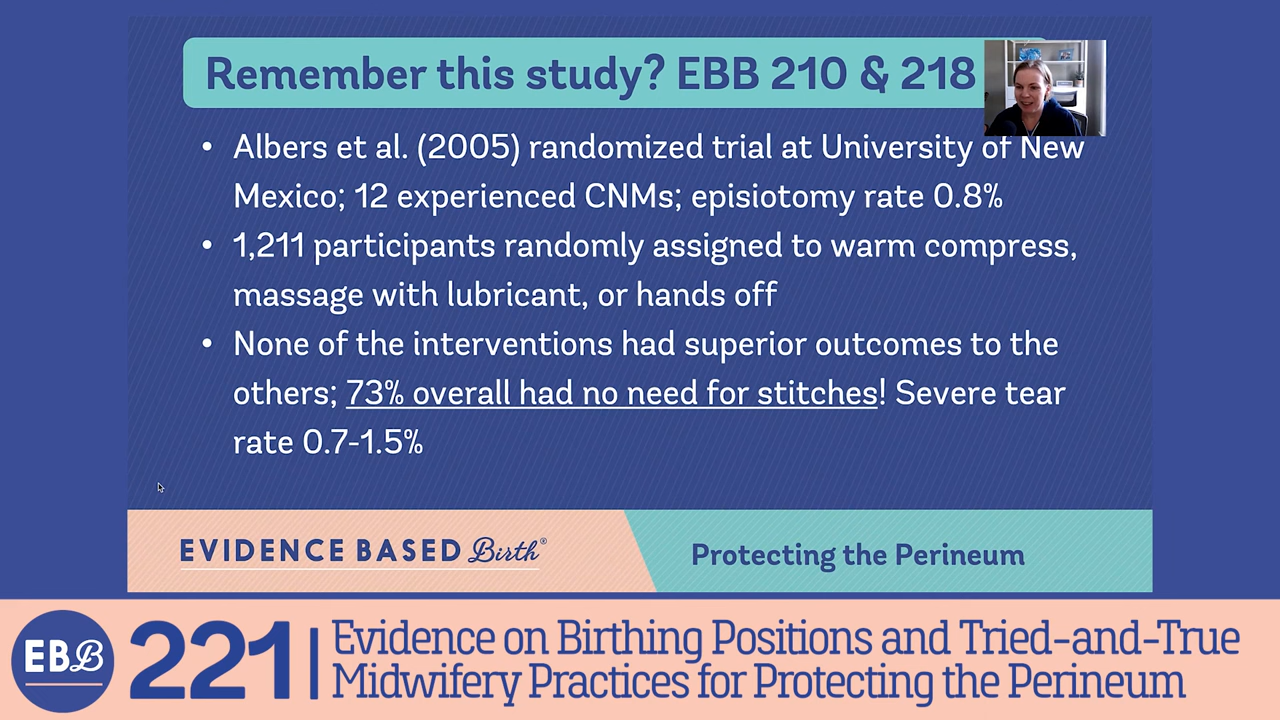 Remember this study? EBB 210 & 218
• Albers et al. (2005) randomized trial at University of New
Mexico; 12 experienced CNMs; episiotomy rate 0.8%
• 1,211 participants randomly assigned to warm compress,
massage with lubricant, or hands off
• None of the interventions had superior outcomes to the
others; 73% overall had no need for stitches! Severe tear
rate 0.7-1.5%
EVIDENCE BASED Birth®
Protecting the Perineum
EBB 221
Evidence on Birthing Positions and Tried-and-True
Midwifery Practices for Protecting the Perineum